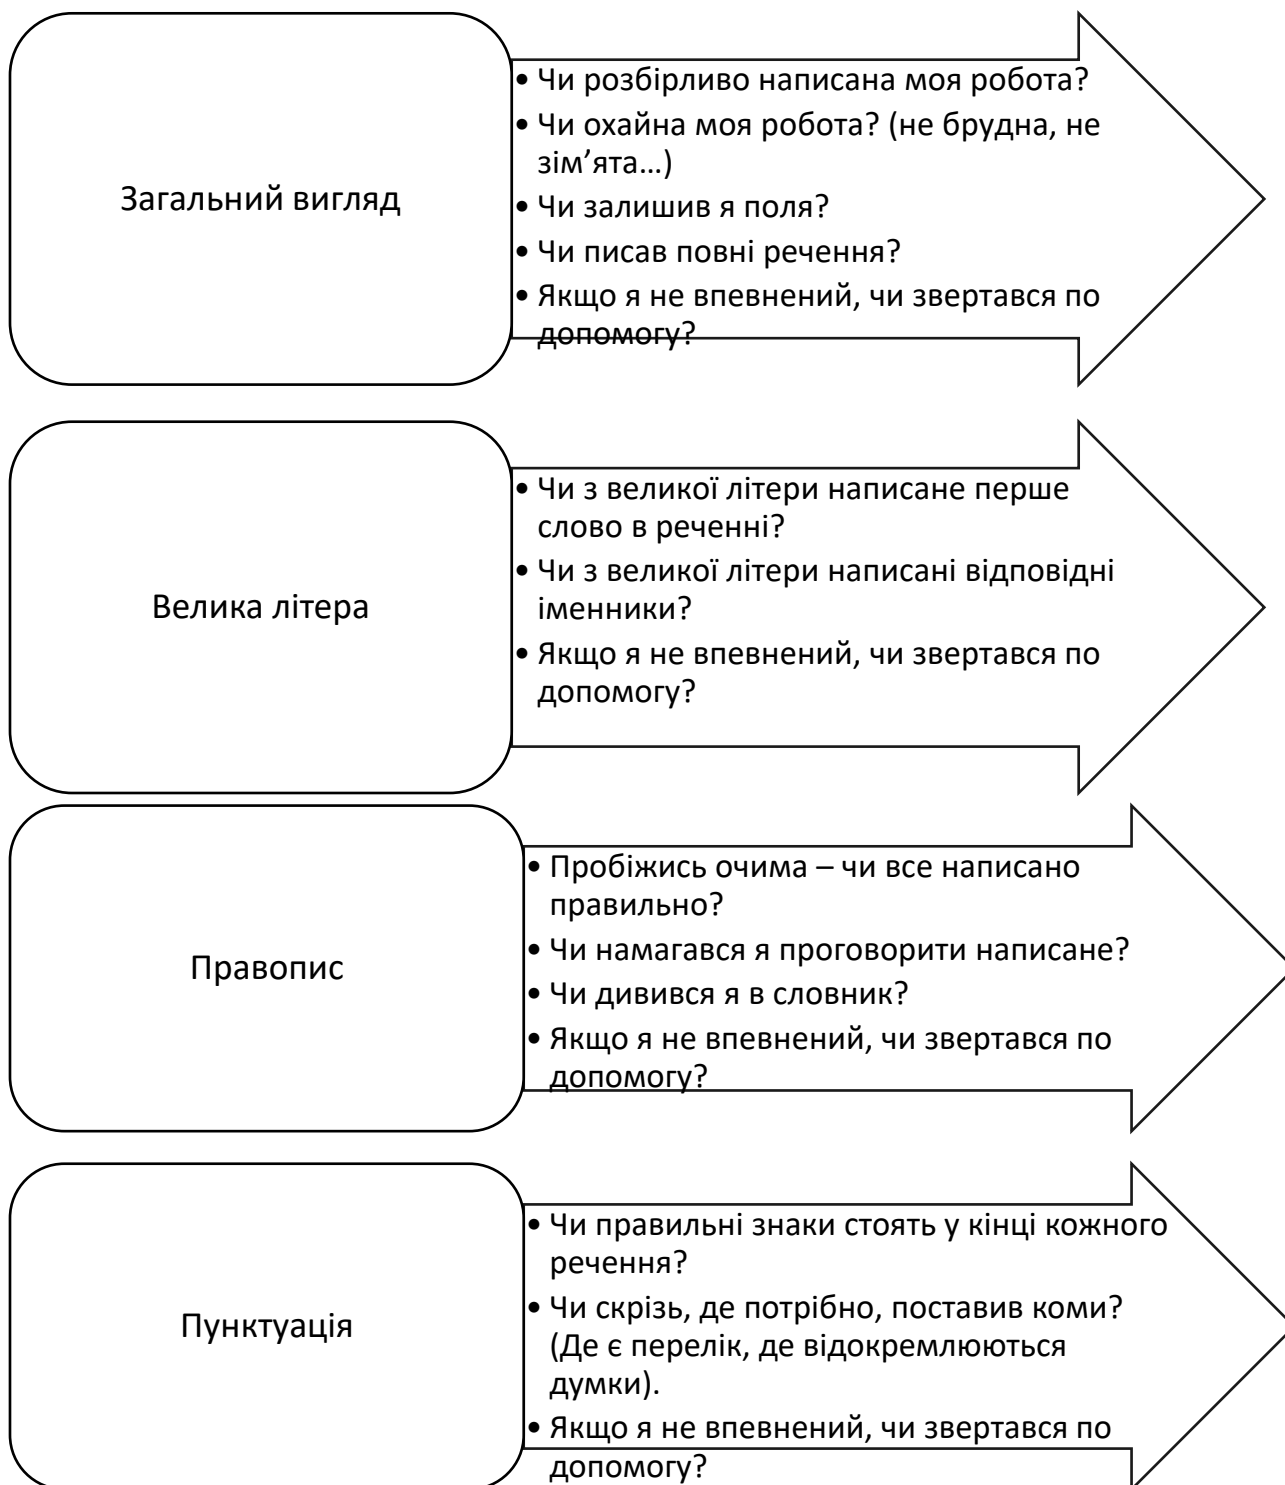 Загальний вигляд
• Чи розбірливо написана моя робота?
• Чи охайна моя робота? (не брудна, не
зім’ята…)
• Чи залишив я поля?
• Чи писав повні речення?
• Якщо я не впевнений, чи звертався по
допомогу?
Велика літера
• Чи з великої літери написане перше
слово в реченні?
• Чи з великої літери написані відповідні
іменники?
• Якщо я не впевнений, чи звертався по
допомогу?
Правопис
• Пробіжись очима – чи все написано
правильно?
• Чи намагався я проговорити написане?
• Чи дивився я в словник?
• Якщо я не впевнений, чи звертався по
допомогу?
Пунктуація
• Чи правильні знаки стоять у кінці кожного
речення?
• Чи скрізь, де потрібно, поставив коми?
(Де є перелік, де відокремлюються
думки).
• Якщо я не впевнений, чи звертався по
допомогу?